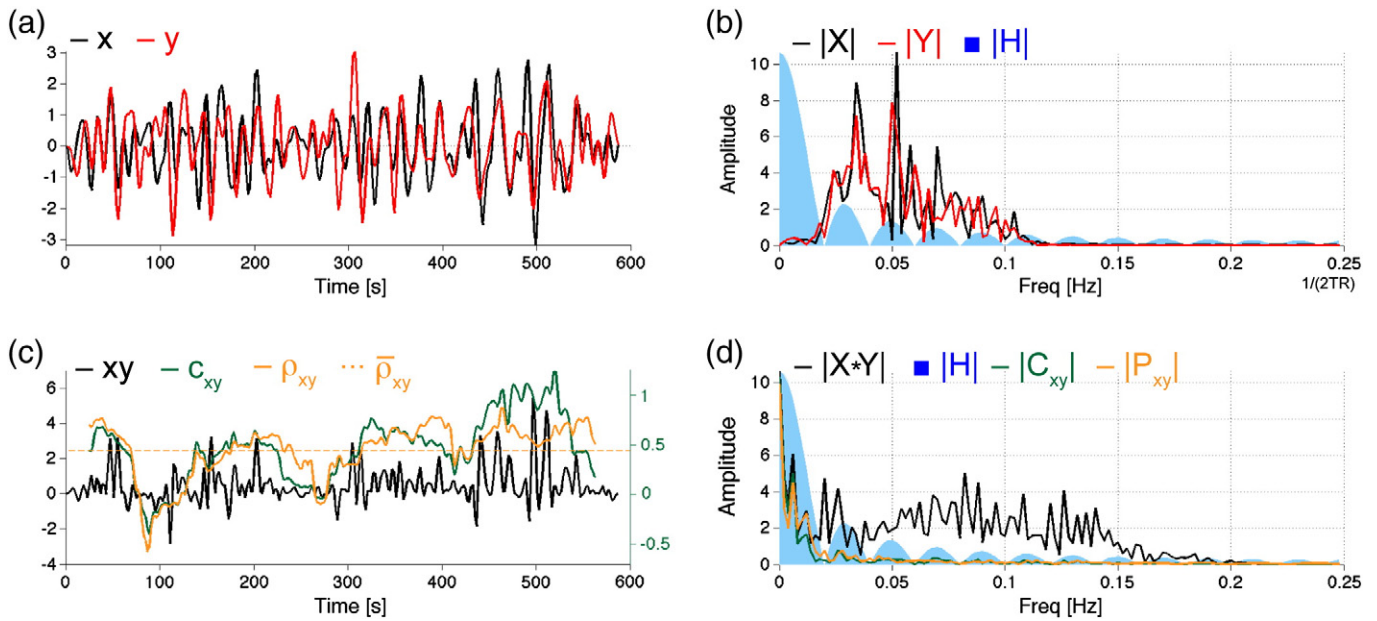 (a)
– x – y
3
2
1
0
-1
-2
-3
0 100 200 300 400 500 600
Time [s]
(b)
– |X| – |Y| ■ |H|
Amplitude
10
8
6
4
2
0
0 0.05 0.1 0.15 0.2 0.25
Freq [Hz]
1/(2TR)
(c)
– xy – c_xy – ρ_xy ··· ρ̅_xy
6
4
2
0
-2
-4
1
0.5
0
-0.5
0 100 200 300 400 500 600
Time [s]
(d)
– |X*Y| ■ |H| – |C_xy| – |P_xy|
Amplitude
10
8
6
4
2
0
0 0.05 0.1 0.15 0.2 0.25
Freq [Hz]